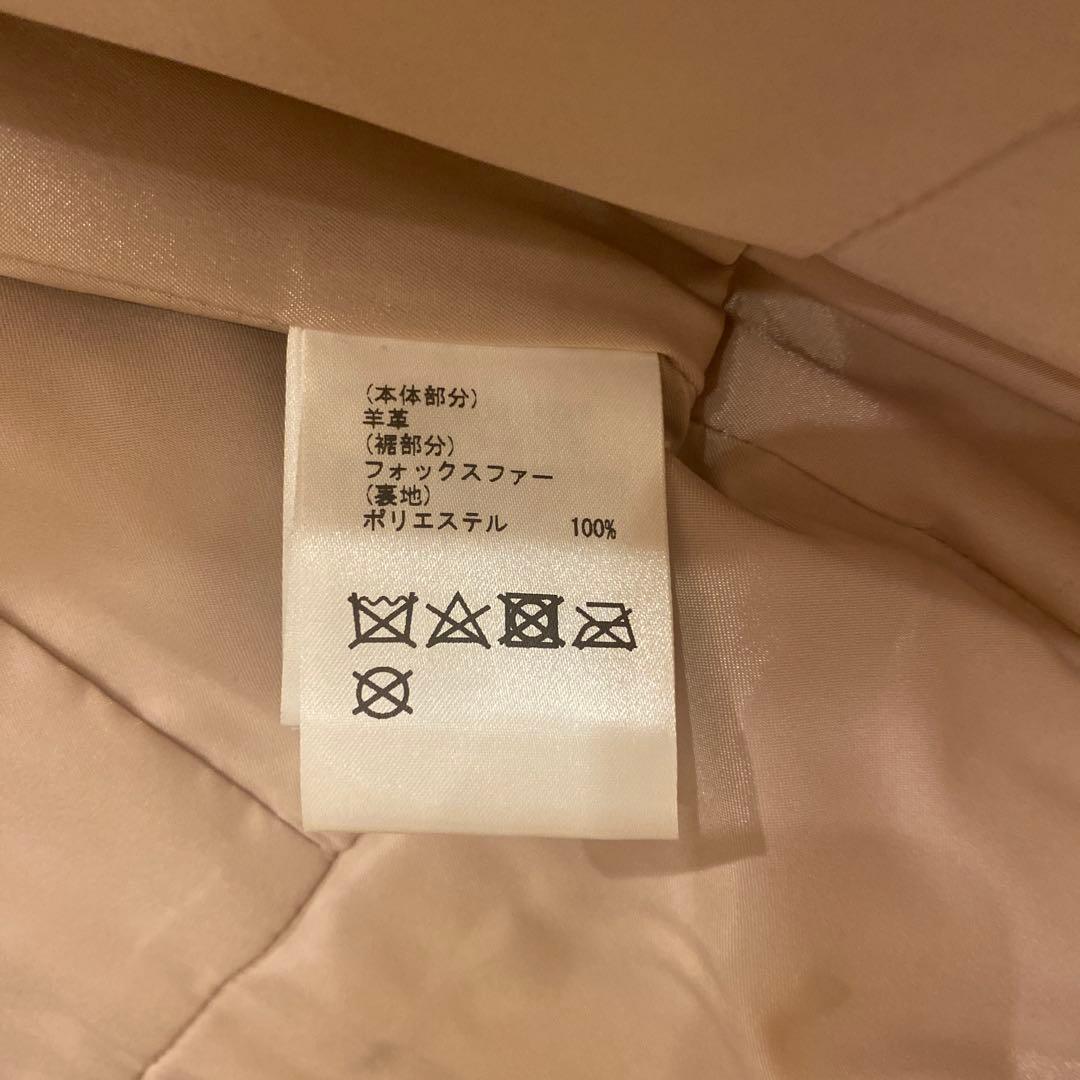 (本体部分)
羊革
(裾部分)
フォックスファー
(裏地)
ポリエステル 100%